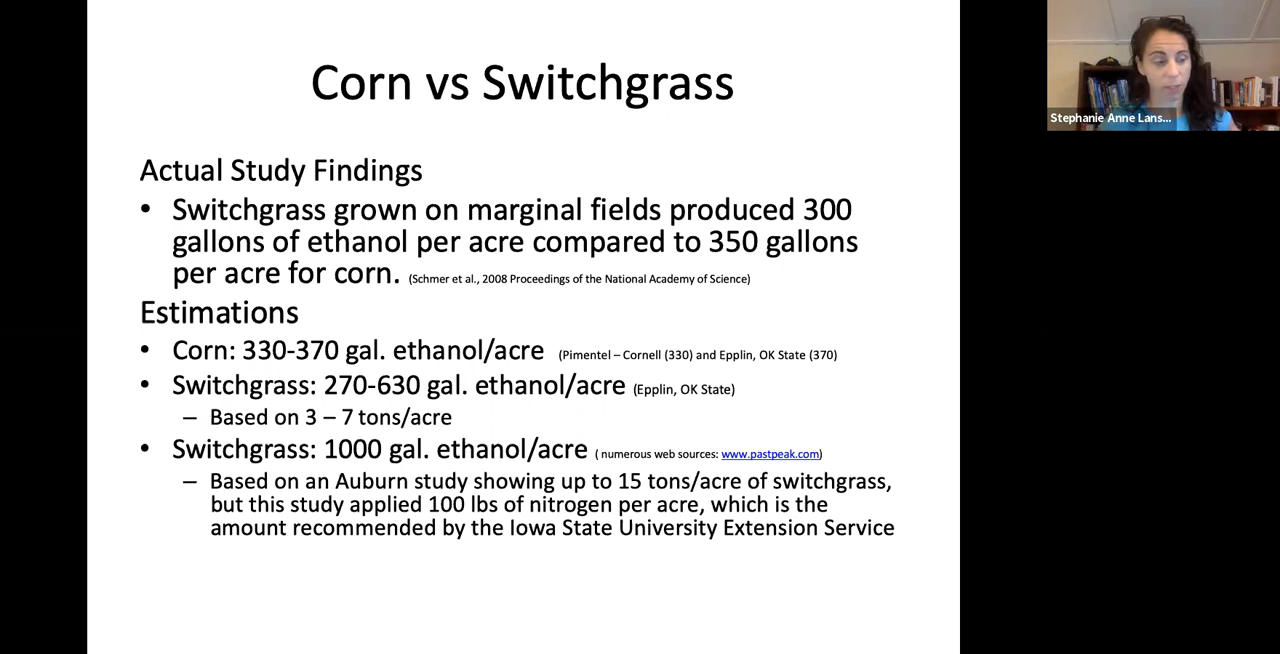 Corn vs Switchgrass
Stephanie Anne Lans...
Actual Study Findings
• Switchgrass grown on marginal fields produced 300
gallons of ethanol per acre compared to 350 gallons
per acre for corn. (Schmer et al., 2008 Proceedings of the National Academy of Science)
Estimations
• Corn: 330-370 gal. ethanol/acre (Pimentel – Cornell (330) and Epplin, OK State (370)
• Switchgrass: 270-630 gal. ethanol/acre (Epplin, OK State)
– Based on 3 – 7 tons/acre
• Switchgrass: 1000 gal. ethanol/acre ( numerous web sources: www.pastpeak.com)
– Based on an Auburn study showing up to 15 tons/acre of switchgrass,
but this study applied 100 lbs of nitrogen per acre, which is the
amount recommended by the Iowa State University Extension Service